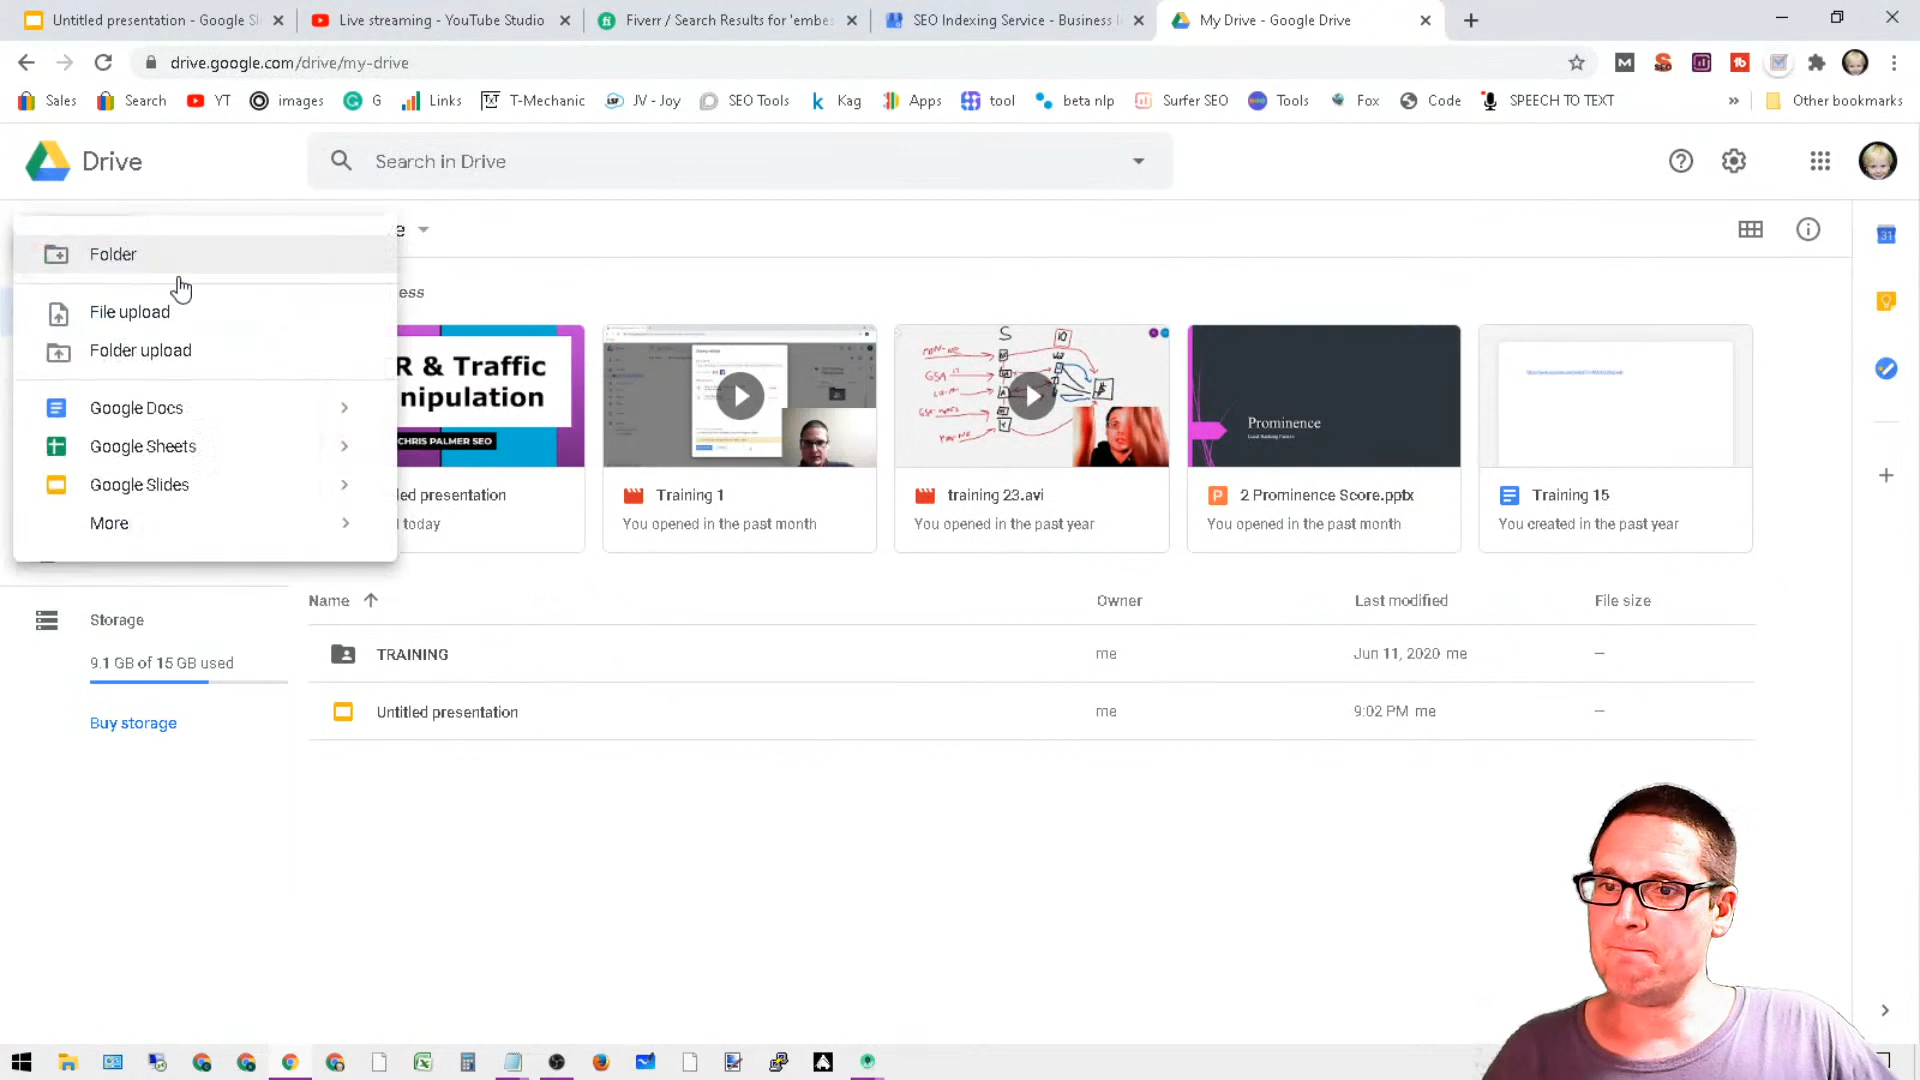 Untitled presentation - Google Sl
Live streaming - YouTube Studio
Fiverr / Search Results for 'embe
SEO Indexing Service - Business I
My Drive - Google Drive
drive.google.com/drive/my-drive
Sales
Search
YT
images
G
Links
T-Mechanic
JV - Joy
SEO Tools
Kag
Apps
tool
beta nlp
Surfer SEO
Tools
Fox
Code
SPEECH TO TEXT
Other bookmarks
Drive
Search in Drive
Folder
File upload
Folder upload
Google Docs
Google Sheets
Google Slides
More
e
ess
R & Traffic
nipulation
CHRIS PALMER SEO
led presentation
today
Training 1
You opened in the past month
training 23.avi
You opened in the past year
Prominence
2 Prominence Score.pptx
You opened in the past month
Training 15
You created in the past year
Storage
9.1 GB of 15 GB used
Buy storage
Name
Owner
Last modified
File size
TRAINING
me
Jun 11, 2020 me
–
Untitled presentation
me
9:02 PM me
–